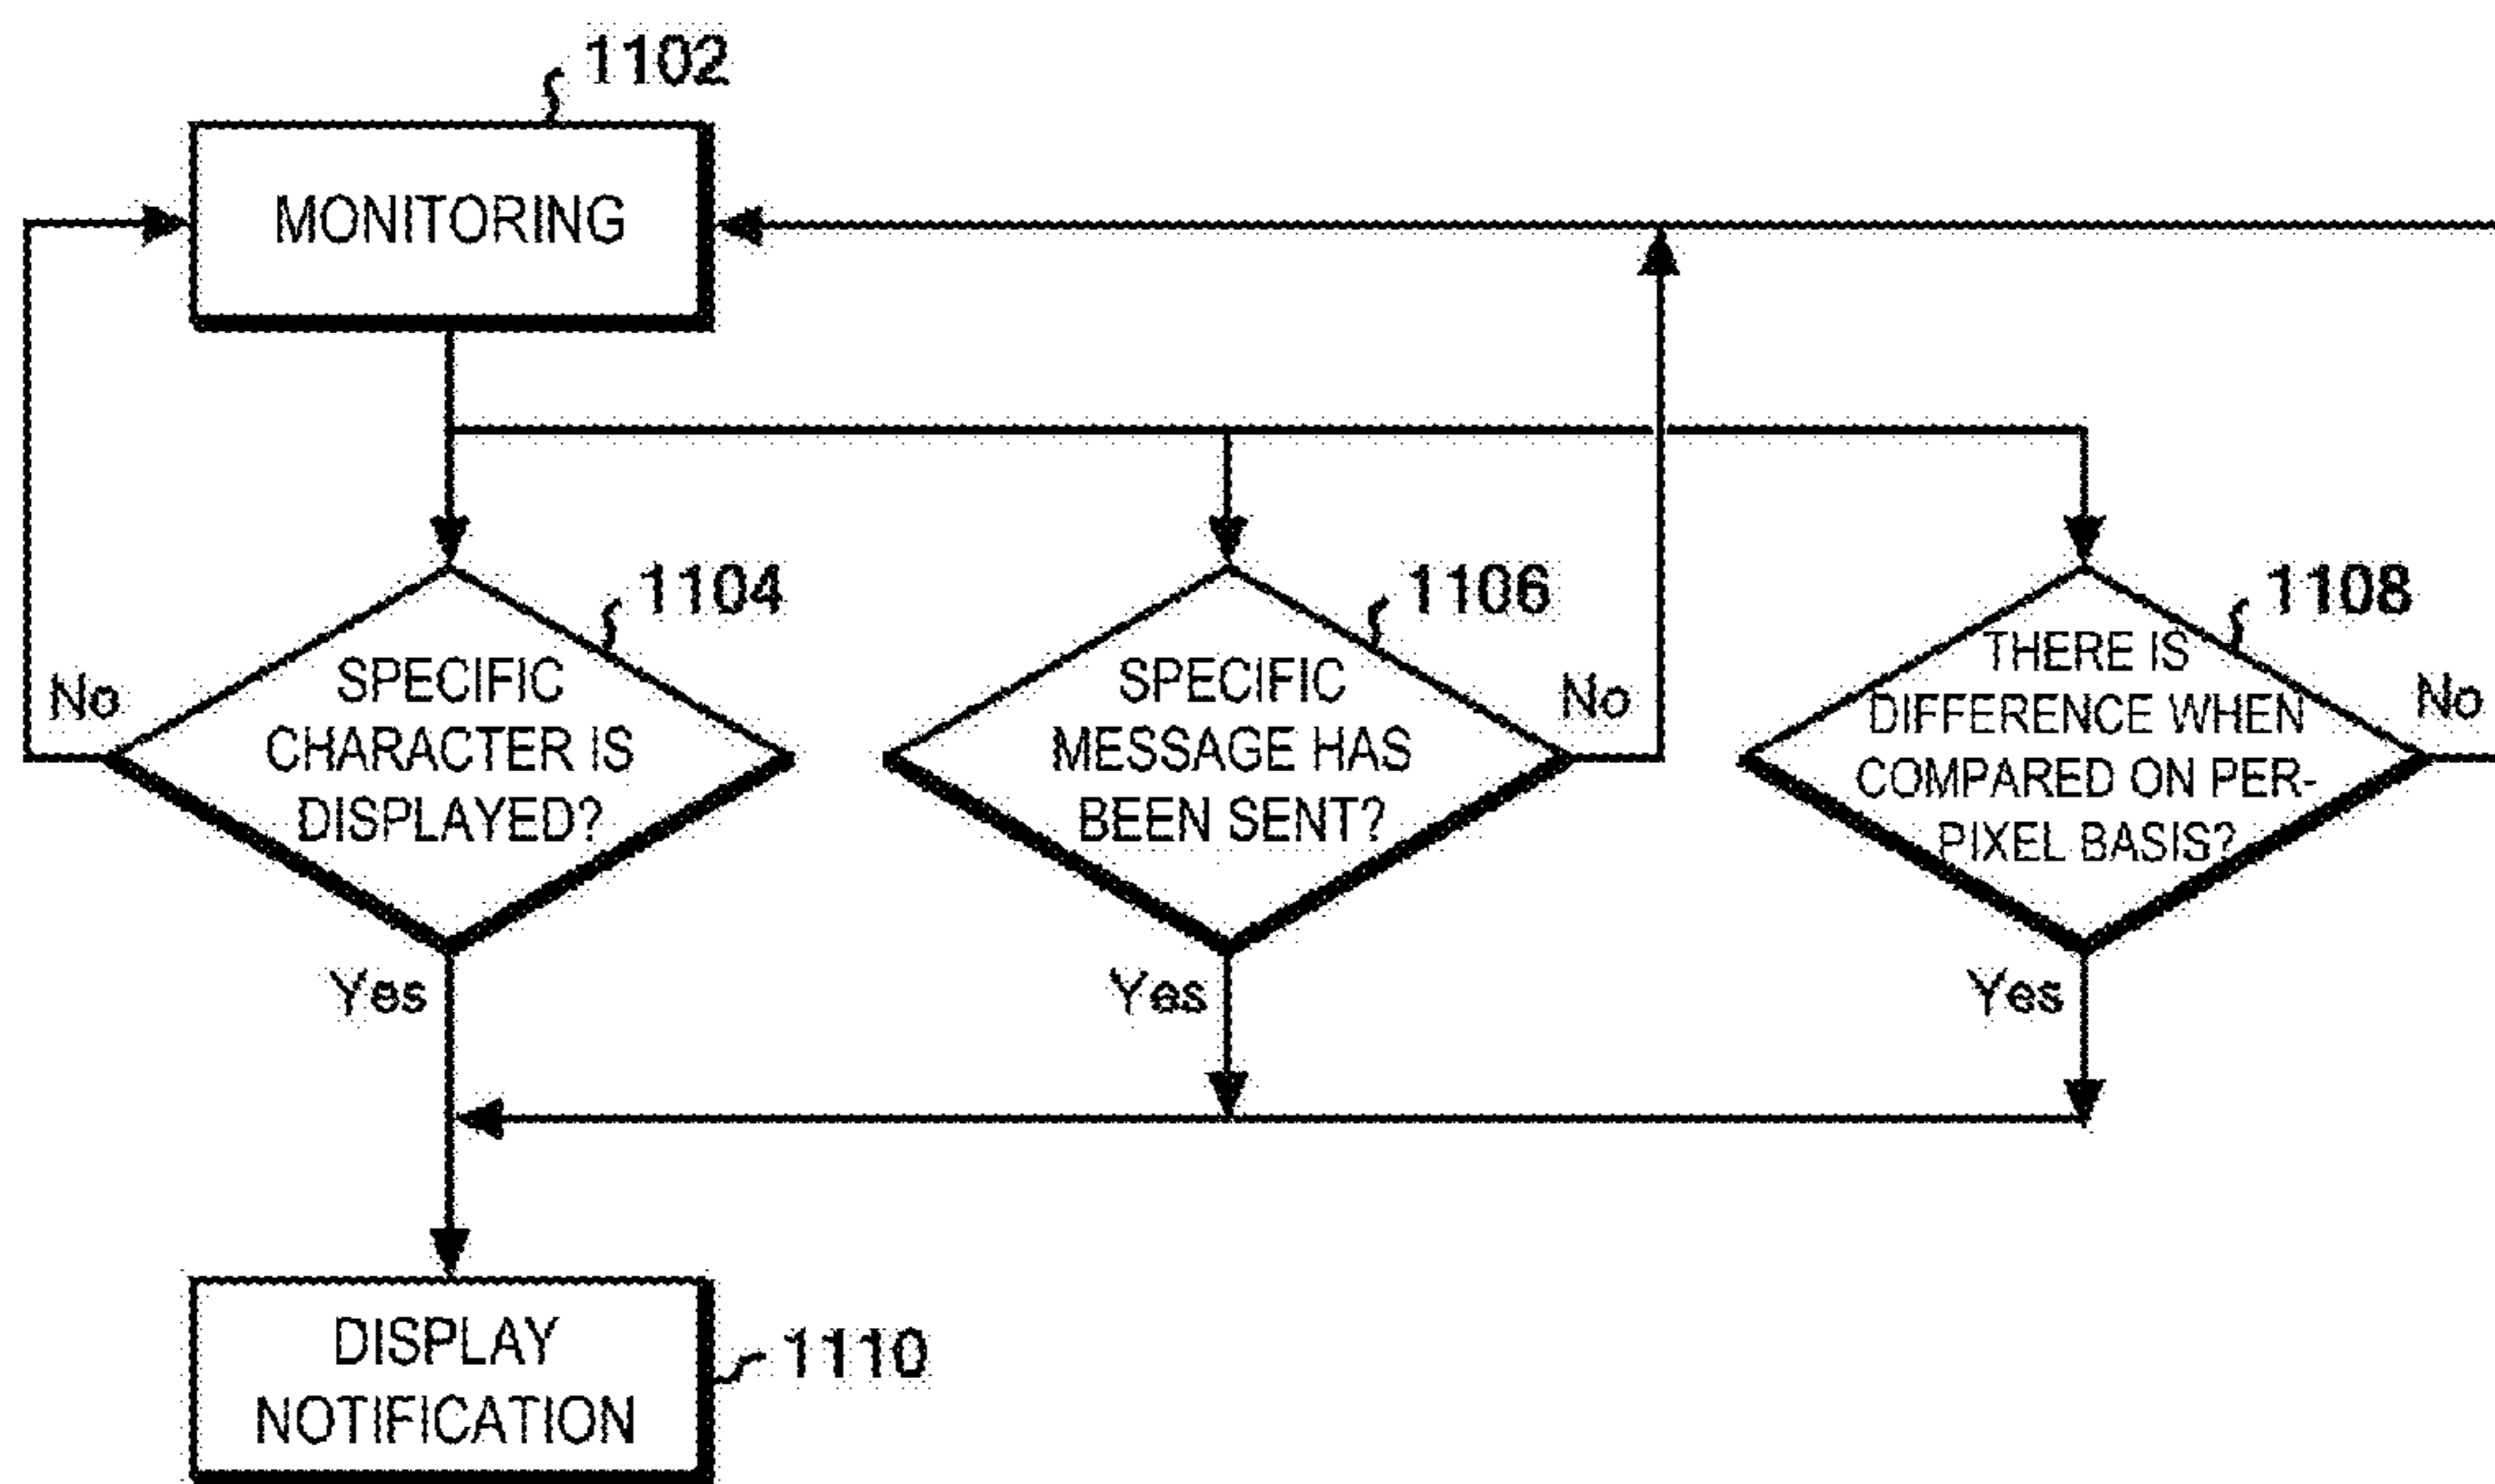 1102
MONITORING
1104
SPECIFIC
CHARACTER IS
DISPLAYED?
No
Yes
1106
SPECIFIC
MESSAGE HAS
BEEN SENT?
No
Yes
1108
THERE IS
DIFFERENCE WHEN
COMPARED ON PER-
PIXEL BASIS?
No
Yes
DISPLAY
NOTIFICATION
1110